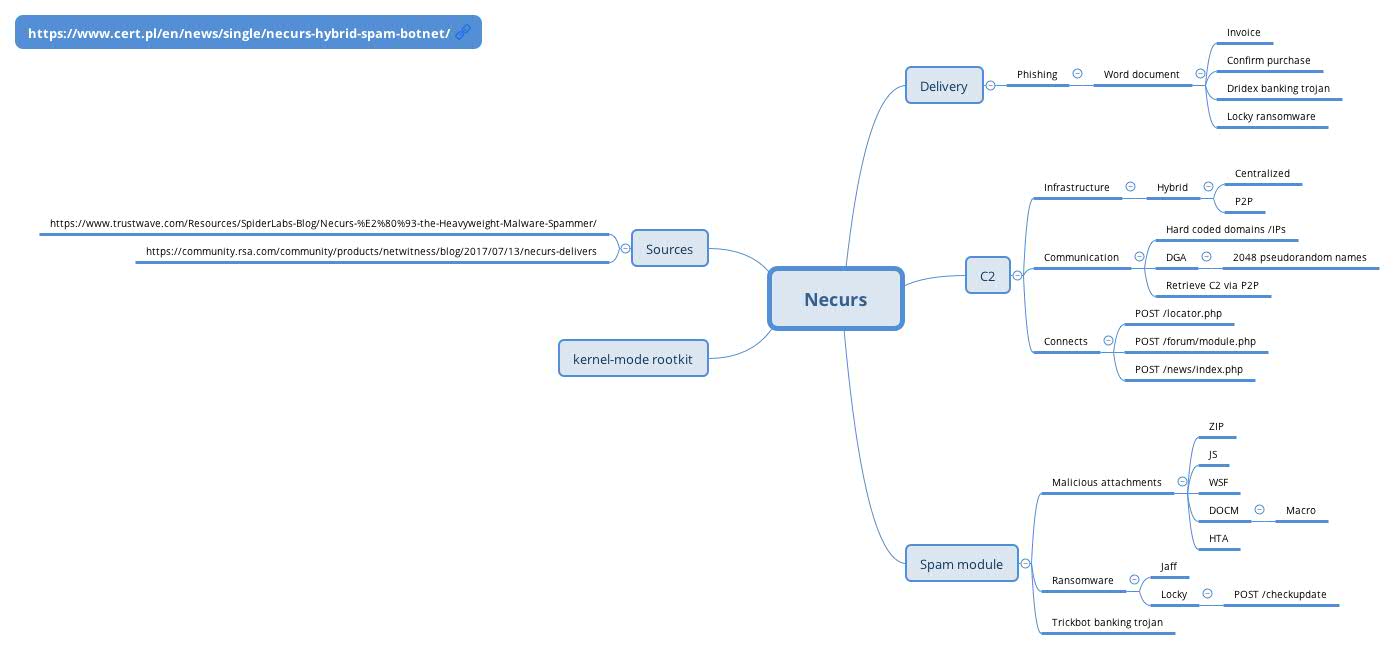 https://www.cert.pl/en/news/single/necurs-hybrid-spam-botnet/
Necurs
Delivery
Phishing
Word document
Invoice
Confirm purchase
Dridex banking trojan
Locky ransomware
C2
Infrastructure
Hybrid
Centralized
P2P
Communication
Hard coded domains /IPs
DGA
2048 pseudorandom names
Retrieve C2 via P2P
Connects
POST /locator.php
POST /forum/module.php
POST /news/index.php
Spam module
Malicious attachments
ZIP
JS
WSF
DOCM
Macro
HTA
Ransomware
Jaff
Locky
POST /checkupdate
Trickbot banking trojan
Sources
https://www.trustwave.com/Resources/SpiderLabs-Blog/Necurs-%E2%80%93-the-Heavyweight-Malware-Spammer/
https://community.rsa.com/community/products/netwitness/blog/2017/07/13/necurs-delivers
kernel-mode rootkit